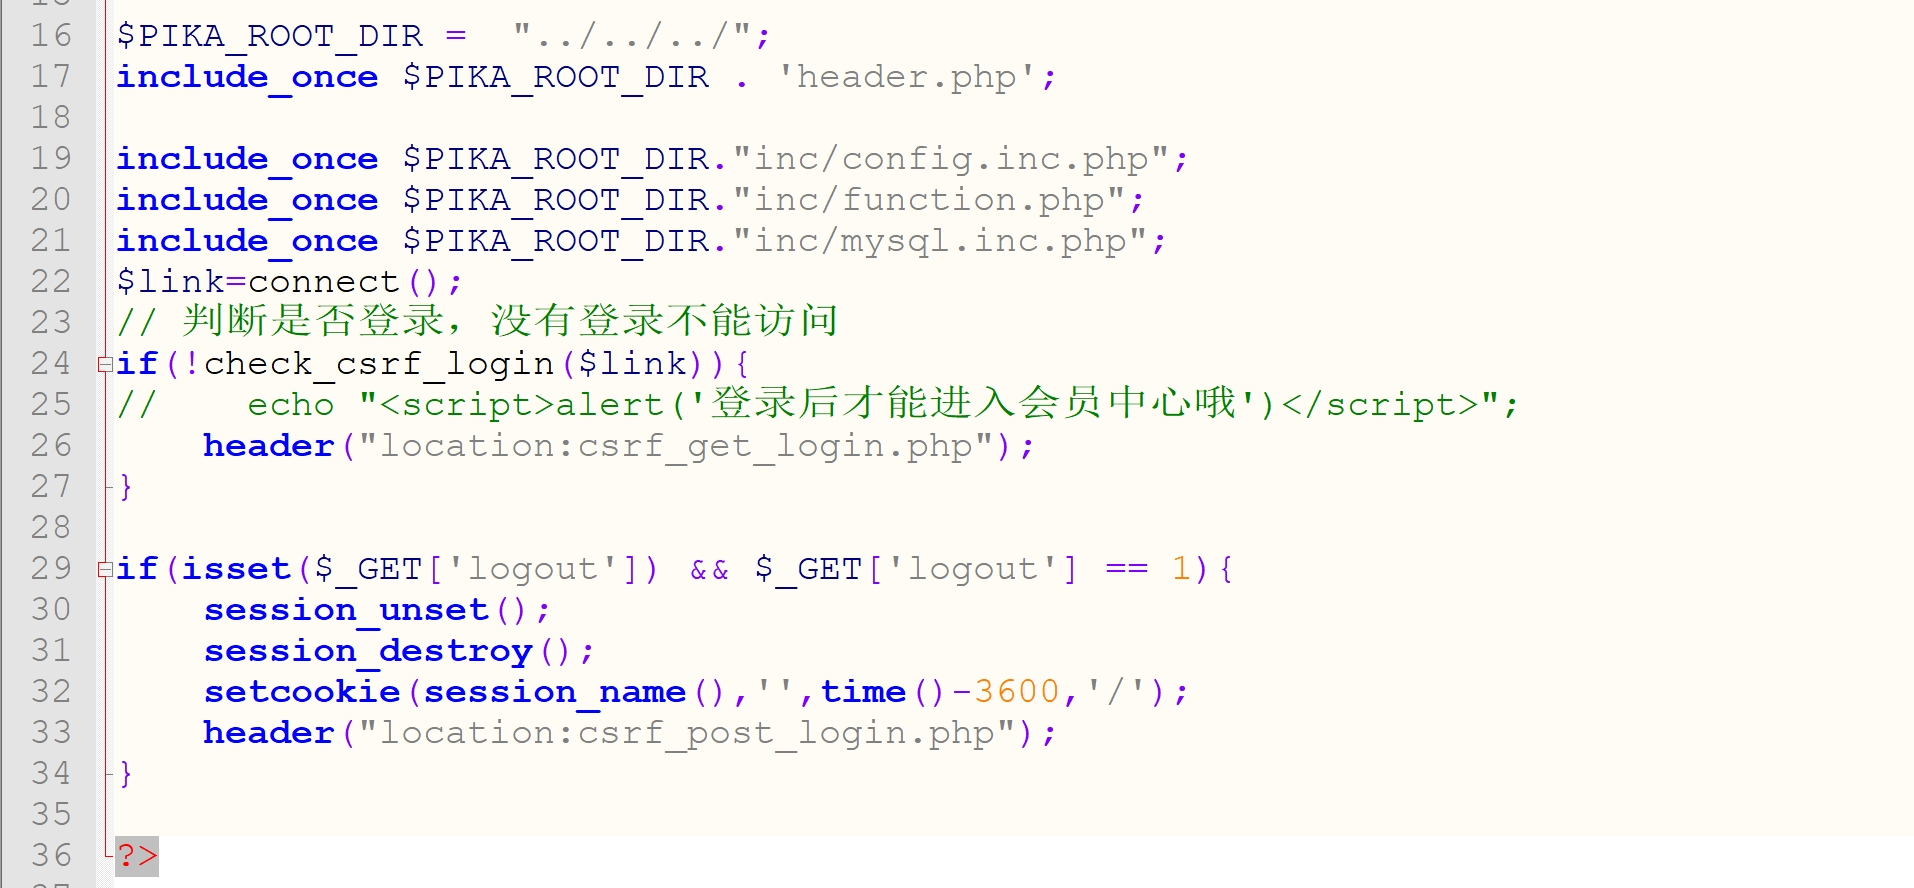 16 $PIKA_ROOT_DIR =  "../../../";
17 include_once $PIKA_ROOT_DIR . 'header.php';
18
19 include_once $PIKA_ROOT_DIR."inc/config.inc.php";
20 include_once $PIKA_ROOT_DIR."inc/function.php";
21 include_once $PIKA_ROOT_DIR."inc/mysql.inc.php";
22 $link=connect();
23 // 判断是否登录，没有登录不能访问
24 if(!check_csrf_login($link)){
25 //    echo "<script>alert('登录后才能进入会员中心哦')</script>";
26     header("location:csrf_get_login.php");
27 }
28
29 if(isset($_GET['logout']) && $_GET['logout'] == 1){
30     session_unset();
31     session_destroy();
32     setcookie(session_name(),'',time()-3600,'/');
33     header("location:csrf_post_login.php");
34 }
35
36 ?>